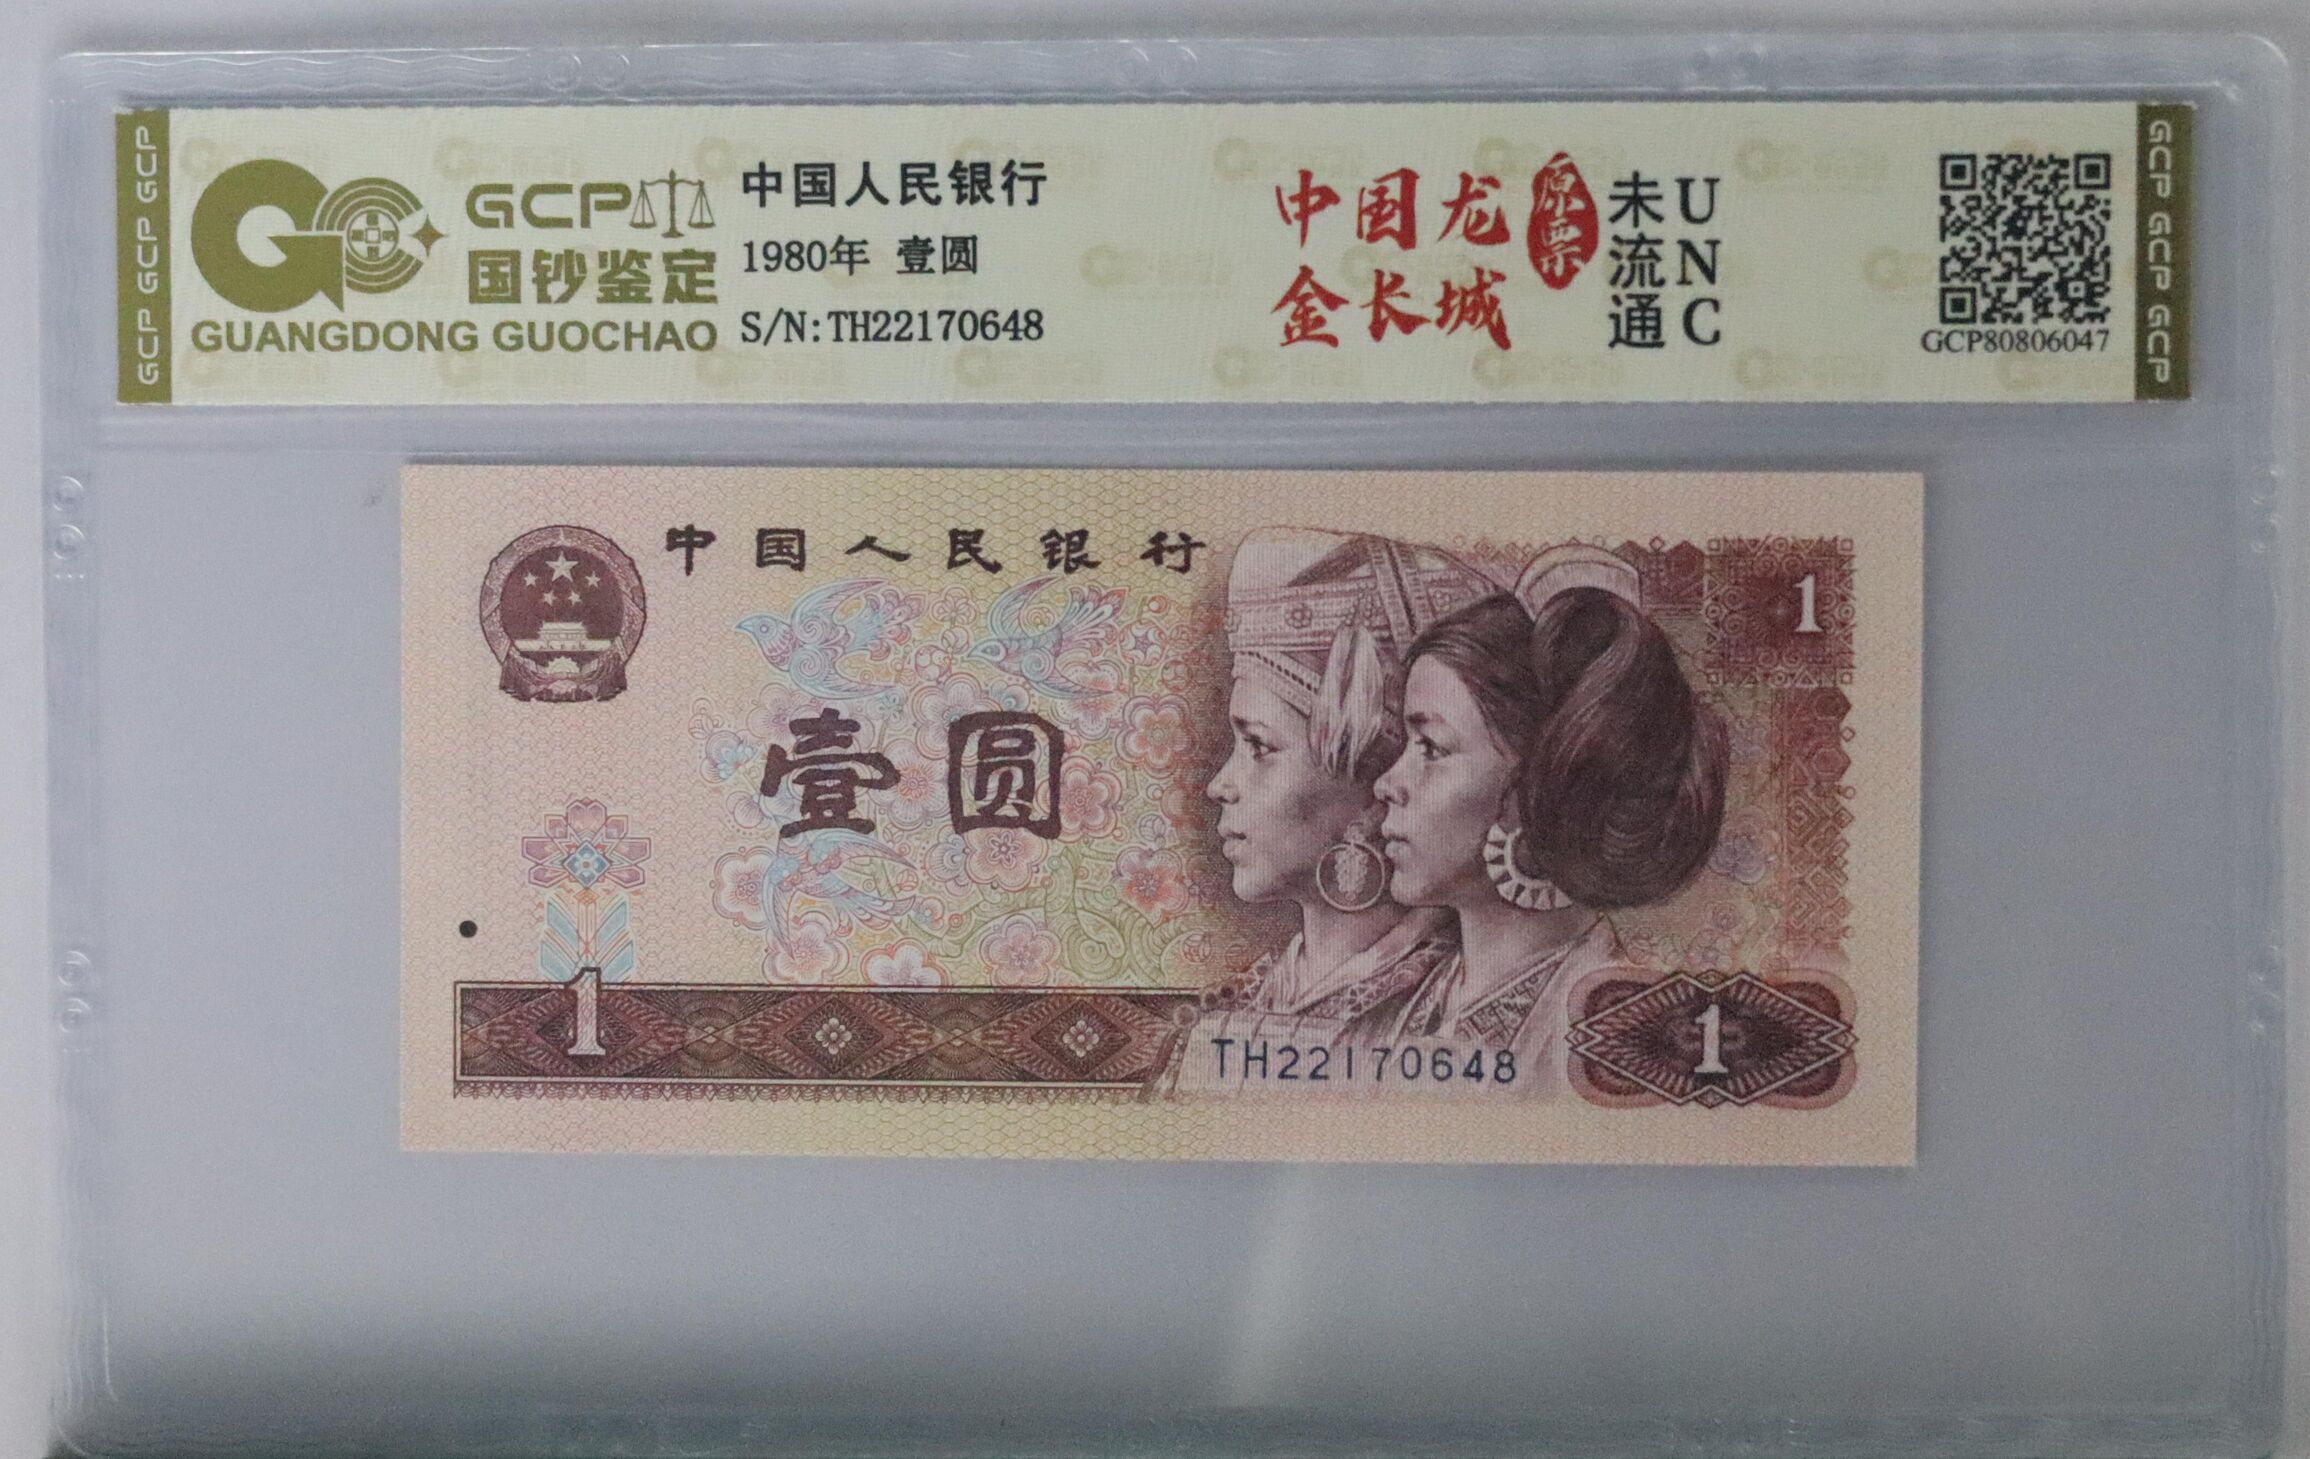 GCP GCP GCP
GCP
国钞鉴定
GUANGDONG GUOCHAO
中国人民银行
1980年 壹圆
S/N:TH22170648
中国龙
金长城
原票
未流通
UNC
GCP80806047
GCP GCP GCP
中国人民银行
1
壹圆
1
1
TH22170648